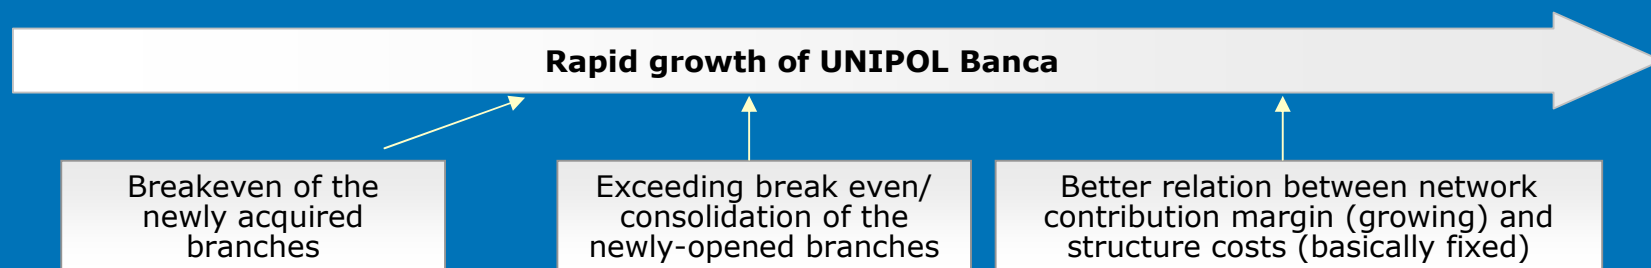 Rapid growth of UNIPOL Banca
Breakeven of the
newly acquired
branches
Exceeding break even/
consolidation of the
newly-opened branches
Better relation between network
contribution margin (growing) and
structure costs (basically fixed)